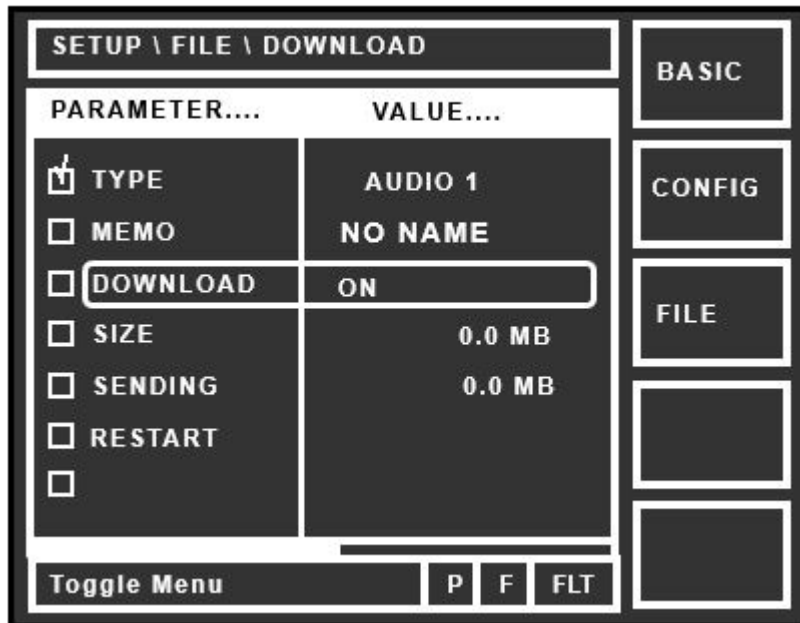 SETUP \ FILE \ DOWNLOAD
PARAMETER.... VALUE....
TYPE AUDIO 1
MEMO NO NAME
DOWNLOAD ON
SIZE 0.0 MB
SENDING 0.0 MB
RESTART
Toggle Menu P F FLT
BASIC
CONFIG
FILE